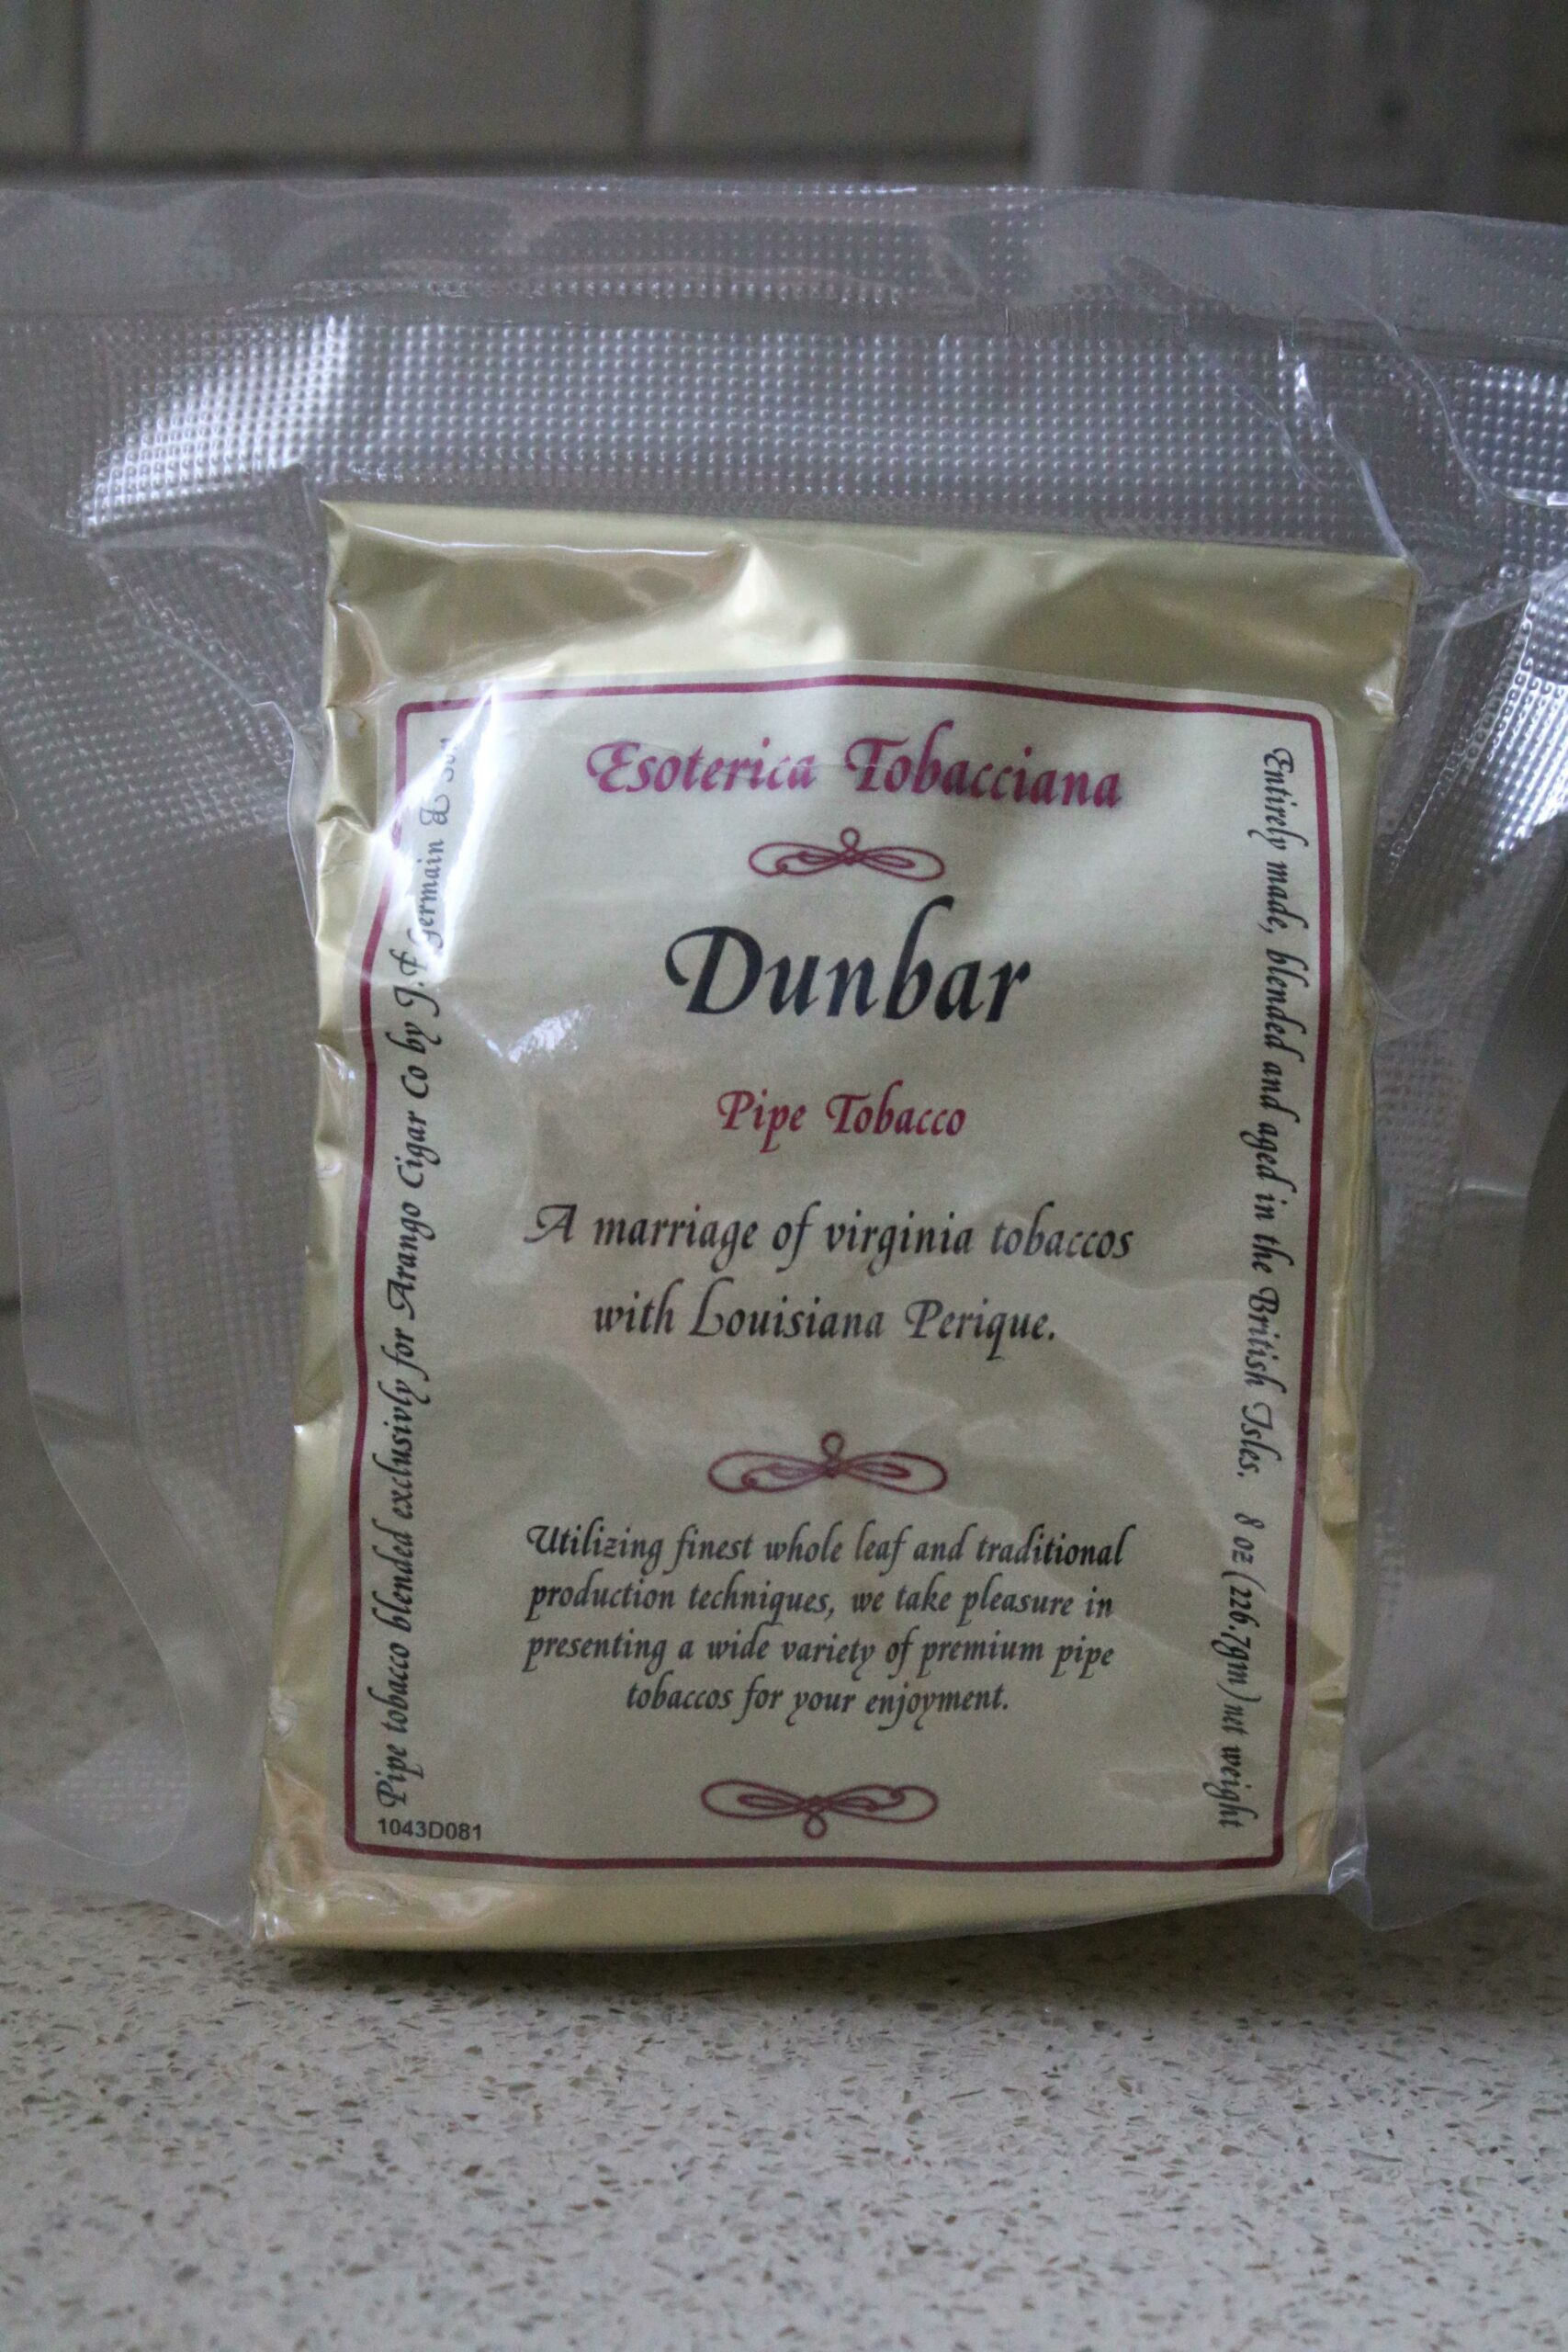 Esoterica Tobacciana
Dunbar
Pipe Tobacco
A marriage of virginia tobaccos
with Louisiana Perique.
Utilizing finest whole leaf and traditional
production techniques, we take pleasure in
presenting a wide variety of premium pipe
tobaccos for your enjoyment.
Pipe tobacco blended exclusivly for Arango Cigar Co by J.F Germain & Son
Entirely made, blended and aged in the British Isles. 8 oz (226.7gm) net weight
1043D081